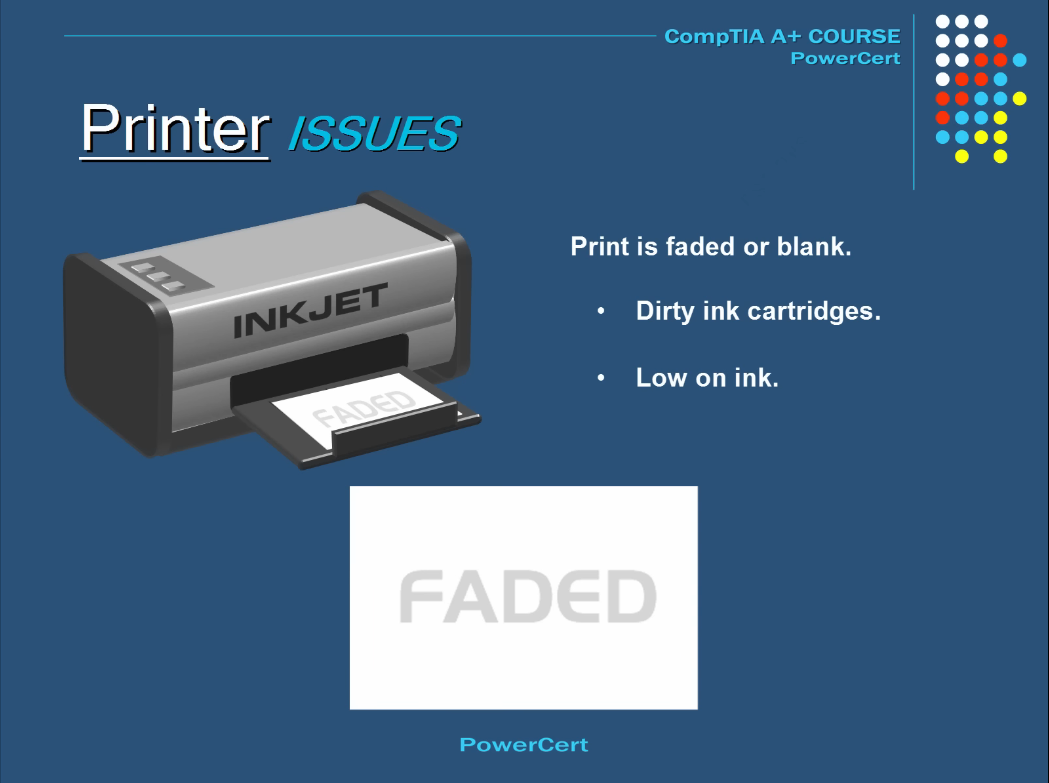 CompTIA A+ COURSE
PowerCert
Printer ISSUES
INKJET
FADED
Print is faded or blank.
• Dirty ink cartridges.
• Low on ink.
FADED
PowerCert